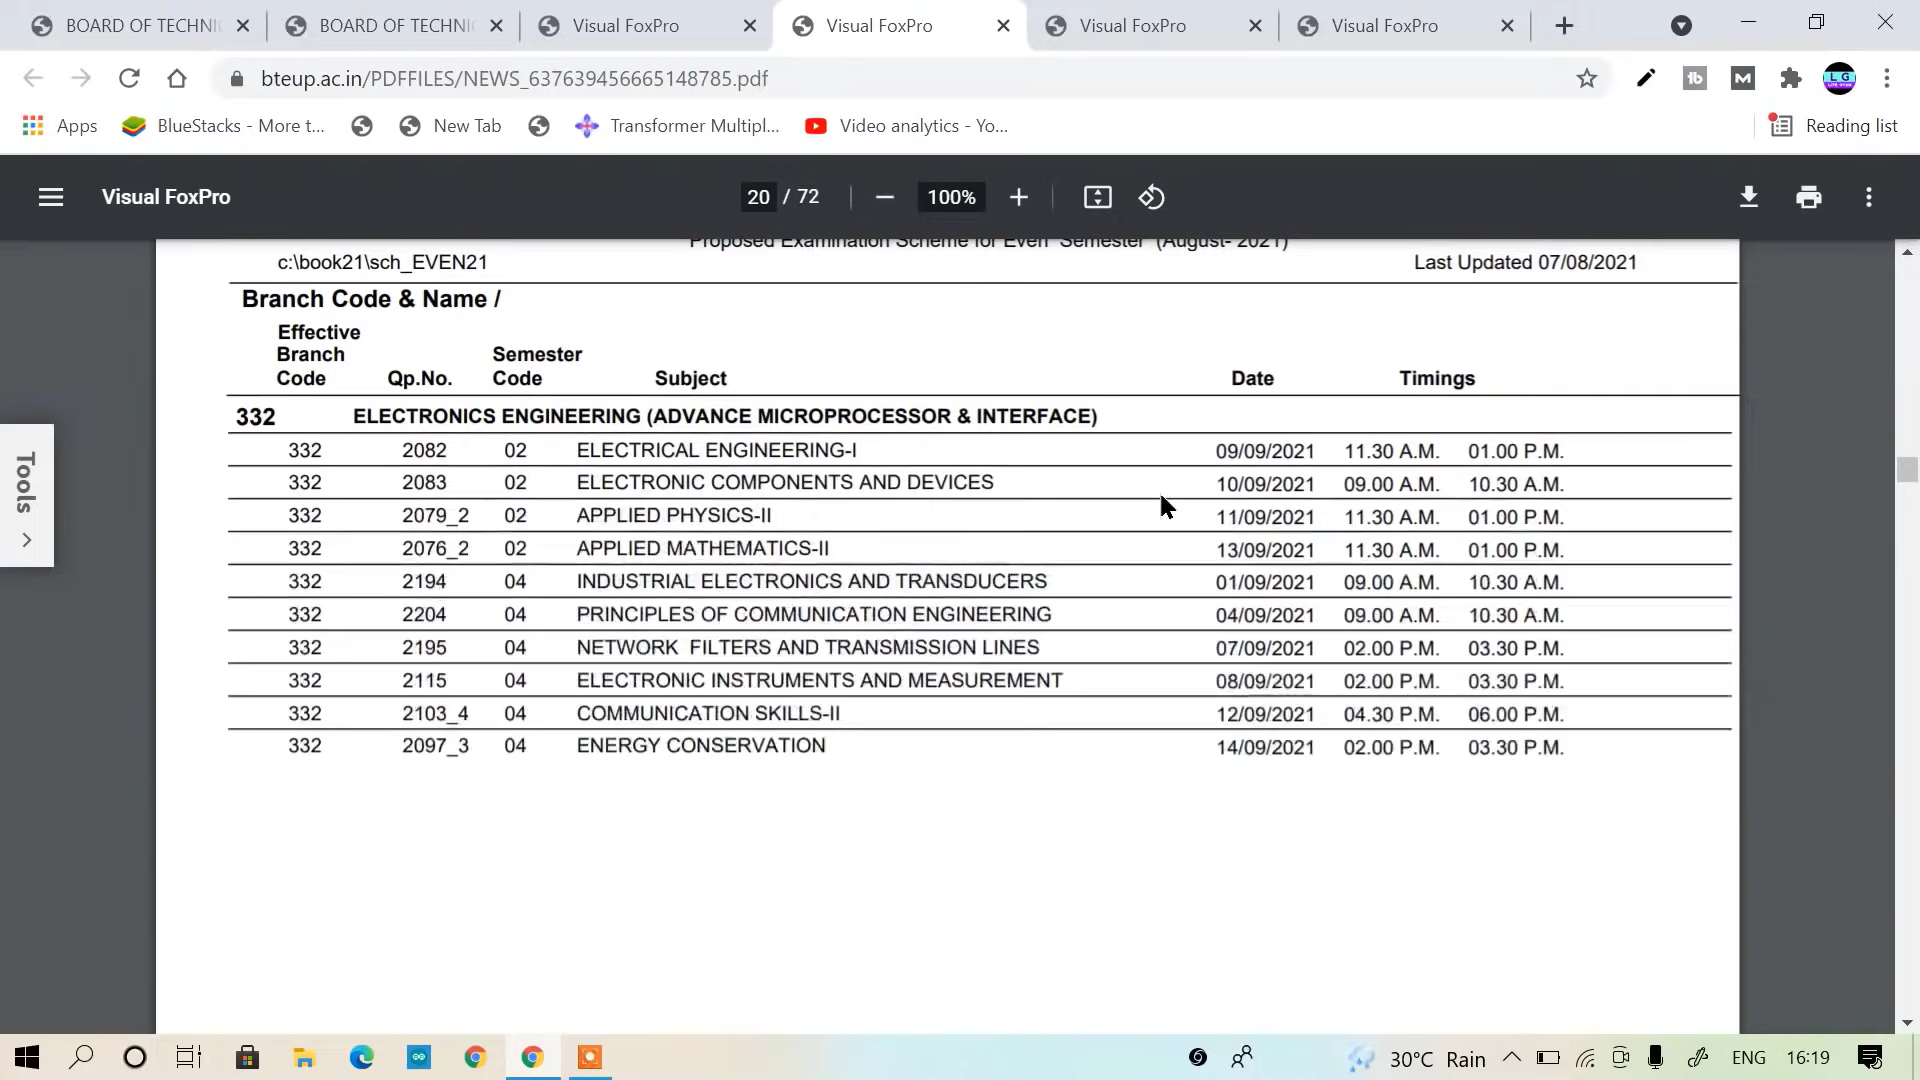 BOARD OF TECHNI
BOARD OF TECHNI
Visual FoxPro
Visual FoxPro
Visual FoxPro
Visual FoxPro
bteup.ac.in/PDFFILES/NEWS_637639456665148785.pdf
Apps
BlueStacks - More t...
New Tab
Transformer Multipl...
Video analytics - Yo...
Reading list
Visual FoxPro
20 / 72
100%
Proposed Examination Scheme for Even Semester (August- 2021)
c:\book21\sch_EVEN21 Last Updated 07/08/2021
Branch Code & Name /
Effective
Branch Semester
Code Qp.No. Code Subject Date Timings
332 ELECTRONICS ENGINEERING (ADVANCE MICROPROCESSOR & INTERFACE)
332 2082 02 ELECTRICAL ENGINEERING-I 09/09/2021 11.30 A.M. 01.00 P.M.
332 2083 02 ELECTRONIC COMPONENTS AND DEVICES 10/09/2021 09.00 A.M. 10.30 A.M.
332 2079_2 02 APPLIED PHYSICS-II 11/09/2021 11.30 A.M. 01.00 P.M.
332 2076_2 02 APPLIED MATHEMATICS-II 13/09/2021 11.30 A.M. 01.00 P.M.
332 2194 04 INDUSTRIAL ELECTRONICS AND TRANSDUCERS 01/09/2021 09.00 A.M. 10.30 A.M.
332 2204 04 PRINCIPLES OF COMMUNICATION ENGINEERING 04/09/2021 09.00 A.M. 10.30 A.M.
332 2195 04 NETWORK FILTERS AND TRANSMISSION LINES 07/09/2021 02.00 P.M. 03.30 P.M.
332 2115 04 ELECTRONIC INSTRUMENTS AND MEASUREMENT 08/09/2021 02.00 P.M. 03.30 P.M.
332 2103_4 04 COMMUNICATION SKILLS-II 12/09/2021 04.30 P.M. 06.00 P.M.
332 2097_3 04 ENERGY CONSERVATION 14/09/2021 02.00 P.M. 03.30 P.M.
Tools
30°C Rain
ENG
16:19